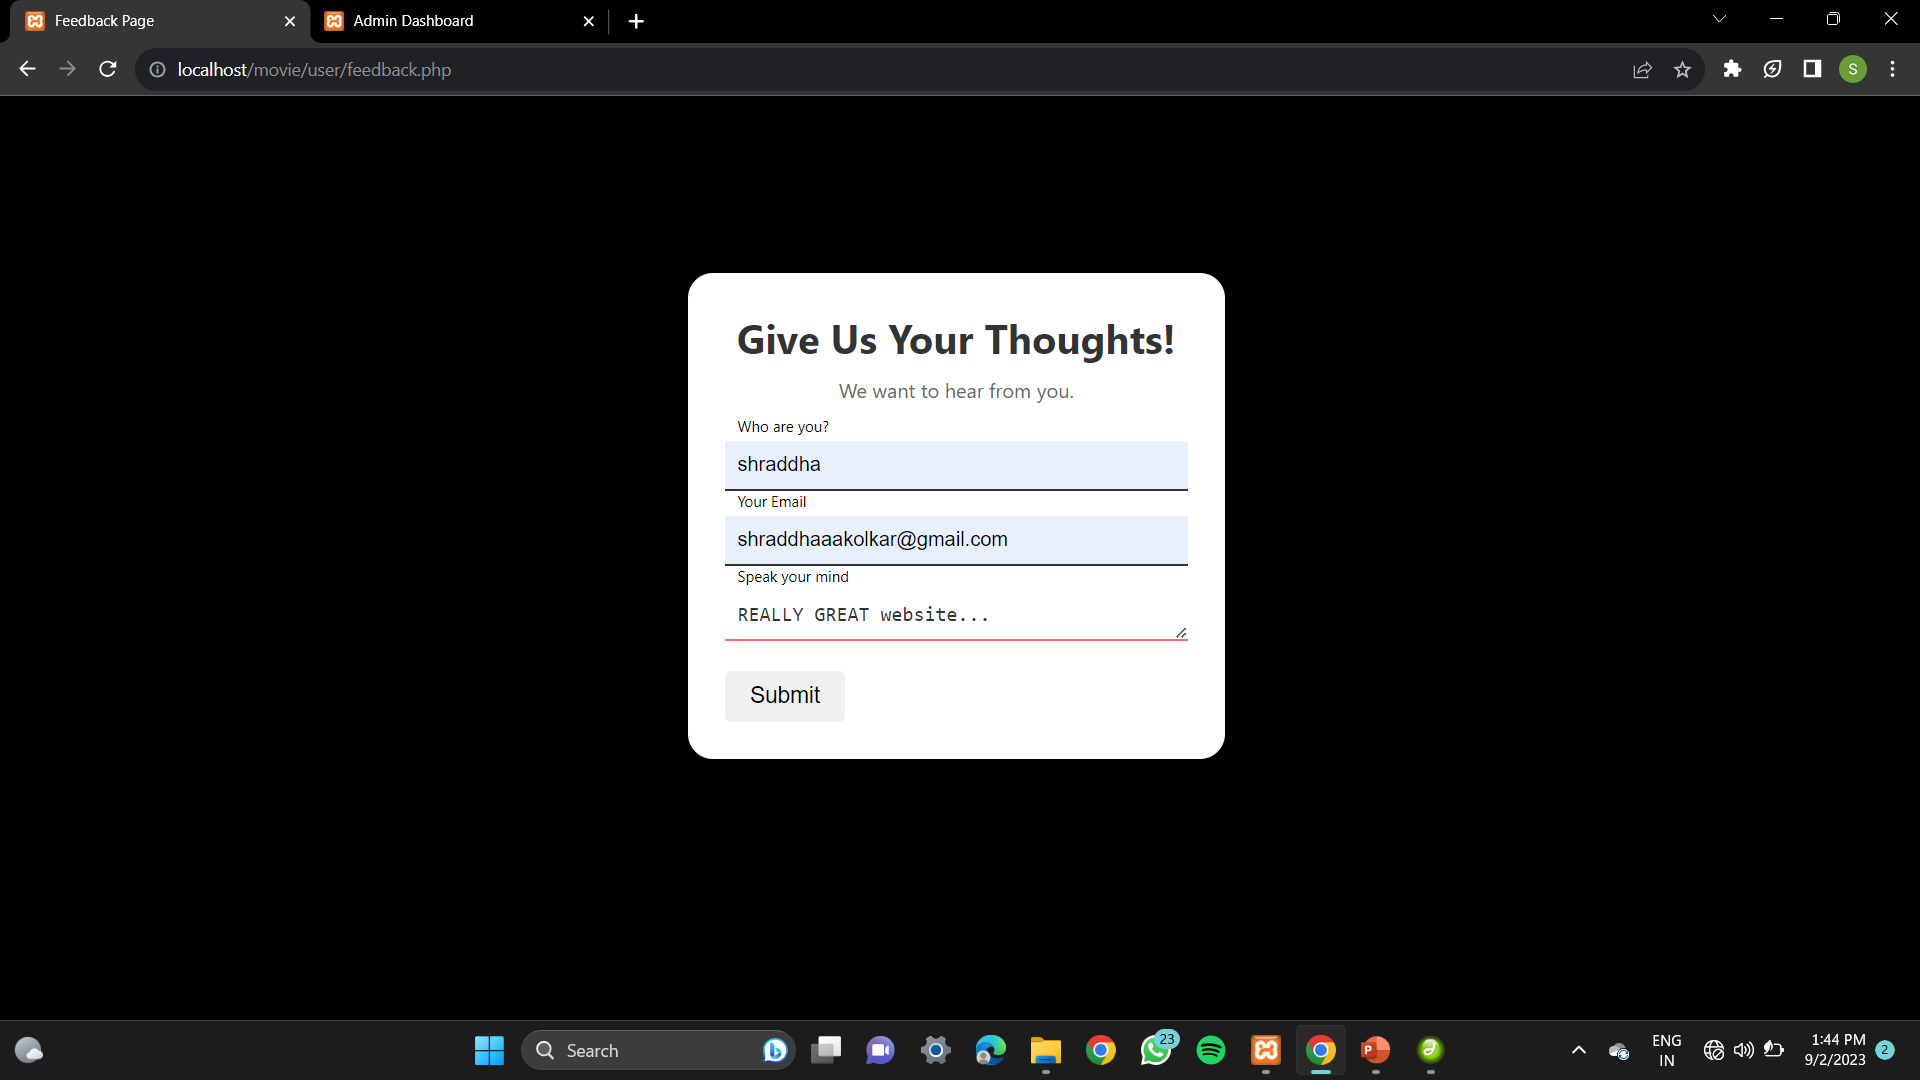 Feedback Page
Admin Dashboard
localhost/movie/user/feedback.php
S
Give Us Your Thoughts!
We want to hear from you.
Who are you?
shraddha
Your Email
shraddhaaakolkar@gmail.com
Speak your mind
REALLY GREAT website...
Submit
Search
23
ENG
IN
1:44 PM
9/2/2023
2